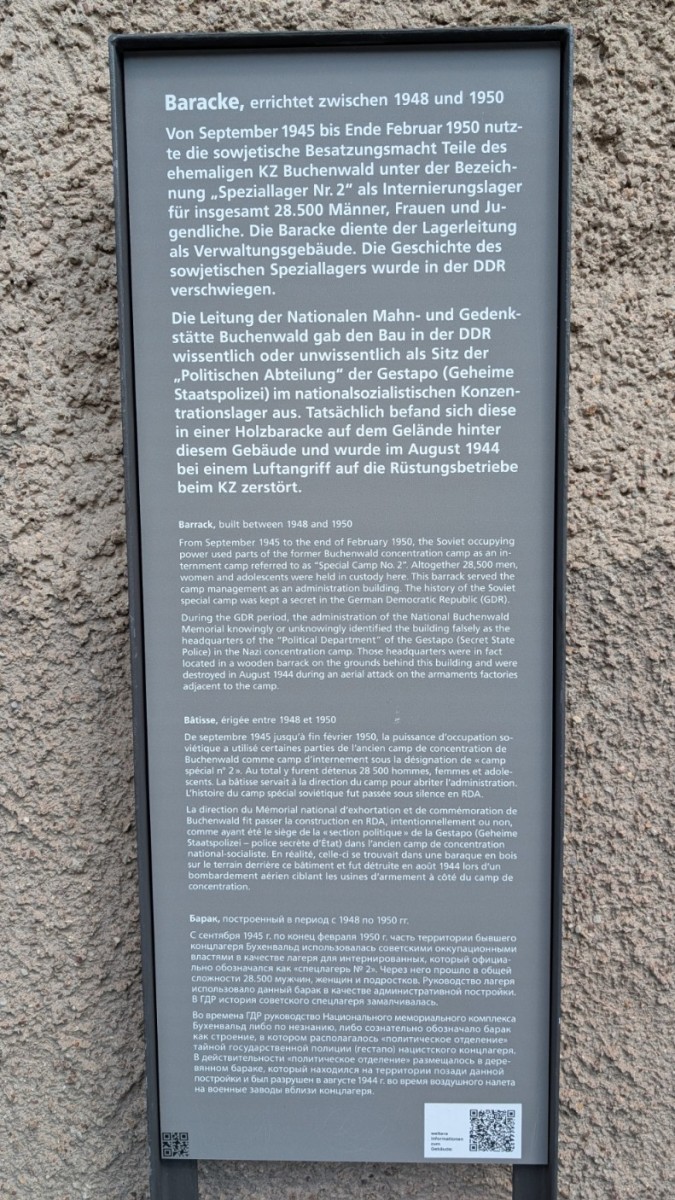 Baracke, errichtet zwischen 1948 und 1950
Von September 1945 bis Ende Februar 1950 nutz-
te die sowjetische Besatzungsmacht Teile des
ehemaligen KZ Buchenwald unter der Bezeich-
nung „Speziallager Nr. 2“ als Internierungslager
für insgesamt 28.500 Männer, Frauen und Ju-
gendliche. Die Baracke diente der Lagerleitung
als Verwaltungsgebäude. Die Geschichte des
sowjetischen Speziallagers wurde in der DDR
verschwiegen.
Die Leitung der Nationalen Mahn- und Gedenk-
stätte Buchenwald gab den Bau in der DDR
wissentlich oder unwissentlich als Sitz der
„Politischen Abteilung“ der Gestapo (Geheime
Staatspolizei) im nationalsozialistischen Konzen-
trationslager aus. Tatsächlich befand sich diese
in einer Holzbaracke auf dem Gelände hinter
diesem Gebäude und wurde im August 1944
bei einem Luftangriff auf die Rüstungsbetriebe
beim KZ zerstört.
Barrack, built between 1948 and 1950
From September 1945 to the end of February 1950, the Soviet occupying
power used parts of the former Buchenwald concentration camp as an in-
ternment camp referred to as “Special Camp No. 2”. Altogether 28,500 men,
women and adolescents were held in custody here. This barrack served the
camp management as an administration building. The history of the Soviet
special camp was kept a secret in the German Democratic Republic (GDR).
During the GDR period, the administration of the National Buchenwald
Memorial knowingly or unknowingly identified the building falsely as the
headquarters of the “Political Department” of the Gestapo (Secret State
Police) in the Nazi concentration camp. Those headquarters were in fact
located in a wooden barrack on the grounds behind this building and were
destroyed in August 1944 during an aerial attack on the armaments factories
adjacent to the camp.
Bâtisse, érigée entre 1948 et 1950
De septembre 1945 jusqu’à fin février 1950, la puissance d’occupation so-
viétique a utilisé certaines parties de l’ancien camp de concentration de
Buchenwald comme camp d’internement sous la désignation de « camp
spécial n° 2 ». Au total y furent détenus 28 500 hommes, femmes et adole-
scents. La bâtisse servait à la direction du camp pour abriter l’administration.
L’histoire du camp spécial soviétique fut passée sous silence en RDA.
La direction du Mémorial national d’exhortation et de commémoration de
Buchenwald fit passer la construction en RDA, intentionnellement ou non,
comme ayant été le siège de la « section politique » de la Gestapo (Geheime
Staatspolizei – police secrète d’État) dans l’ancien camp de concentration
national-socialiste. En réalité, celle-ci se trouvait dans une baraque en bois
sur le terrain derrière ce bâtiment et fut détruite en août 1944 lors d’un
bombardement aérien ciblant les usines d’armement à côté du camp de
concentration.
Барак, построенный в период с 1948 по 1950 гг.
С сентября 1945 г. по конец февраля 1950 г. часть территории бывшего
концлагеря Бухенвальд использовалась советскими оккупационными
властями в качестве лагеря для интернированных, который официа-
льно обозначался как «спецлагерь № 2». Через него прошло в общей
сложности 28.500 мужчин, женщин и подростков. Руководство лагеря
использовало данный барак в качестве административной постройки.
В ГДР история советского спецлагеря замалчивалась.
Во времена ГДР руководство Национального мемориального комплекса
Бухенвальд либо по незнанию, либо сознательно обозначало барак
как строение, в котором располагалось «политическое отделение»
тайной государственной полиции (гестапо) нацистского концлагеря.
В действительности «политическое отделение» размещалось в дере-
вянном бараке, который находился на территории позади данной
постройки и был разрушен в августе 1944 г. во время воздушного налета
на военные заводы вблизи концлагеря.
weitere
Informationen
zum
Gebäude